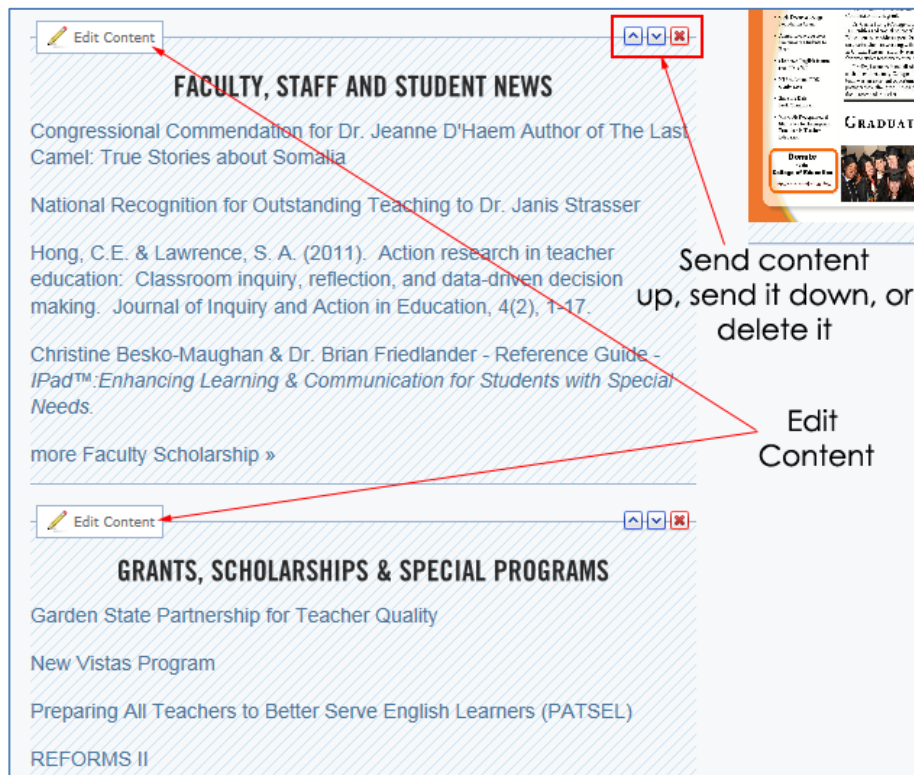 Edit Content
FACULTY, STAFF AND STUDENT NEWS
Congressional Commendation for Dr. Jeanne D'Haem Author of The Last
Camel: True Stories about Somalia
National Recognition for Outstanding Teaching to Dr. Janis Strasser
Hong, C.E. & Lawrence, S. A. (2011).  Action research in teacher
education:  Classroom inquiry, reflection, and data-driven decision
making.  Journal of Inquiry and Action in Education, 4(2), 1-17.
Christine Besko-Maughan & Dr. Brian Friedlander - Reference Guide -
IPad™:Enhancing Learning & Communication for Students with Special
Needs.
more Faculty Scholarship »
Edit Content
GRANTS, SCHOLARSHIPS & SPECIAL PROGRAMS
Garden State Partnership for Teacher Quality
New Vistas Program
Preparing All Teachers to Better Serve English Learners (PATSEL)
REFORMS II
GRADUAT
Donate
College of Education
Send content
up, send it down, or
delete it
Edit
Content